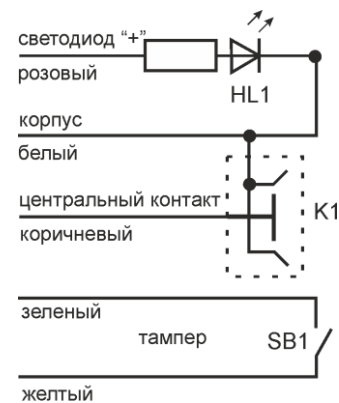 светодиод “+”
розовый
HL1
корпус
белый
центральный контакт
K1
коричневый
зеленый
тампер
SB1
желтый